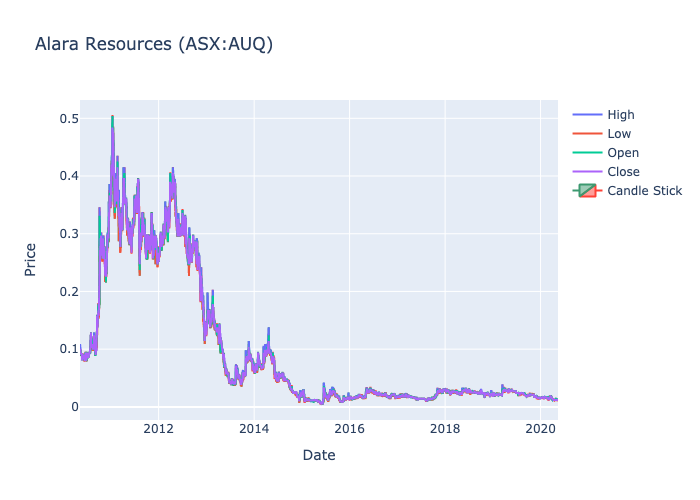 Alara Resources (ASX:AUQ)
0.5
0.4
0.3
0.2
0.1
0
Price
2012
2014
2016
2018
2020
Date
High
Low
Open
Close
Candle Stick